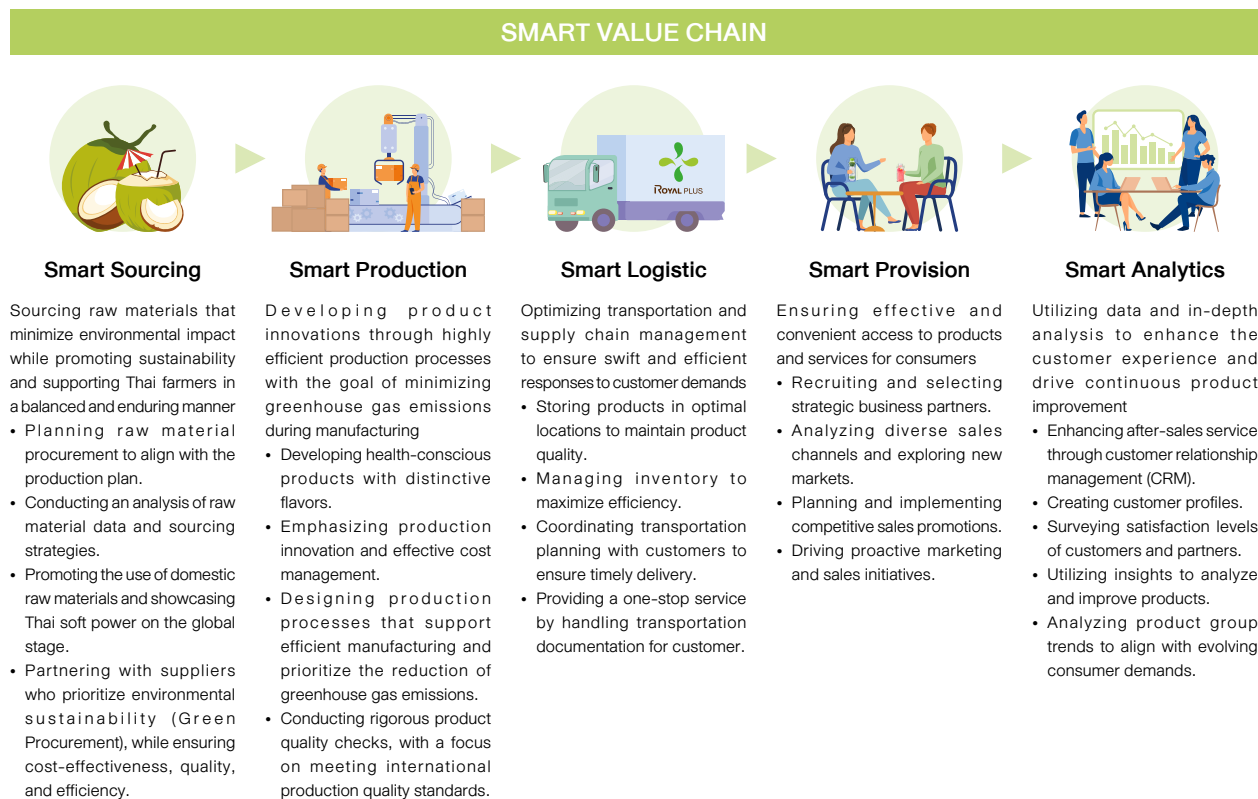 SMART VALUE CHAIN
ROYAL PLUS
Smart Sourcing
Sourcing raw materials that
minimize environmental impact
while promoting sustainability
and supporting Thai farmers in
a balanced and enduring manner
• Planning raw material
procurement to align with the
production plan.
• Conducting an analysis of raw
material data and sourcing
strategies.
• Promoting the use of domestic
raw materials and showcasing
Thai soft power on the global
stage.
• Partnering with suppliers
who prioritize environmental
sustainability (Green
Procurement), while ensuring
cost-effectiveness, quality,
and efficiency.
Smart Production
Developing product
innovations through highly
efficient production processes
with the goal of minimizing
greenhouse gas emissions
during manufacturing
• Developing health-conscious
products with distinctive
flavors.
• Emphasizing production
innovation and effective cost
management.
• Designing production
processes that support
efficient manufacturing and
prioritize the reduction of
greenhouse gas emissions.
• Conducting rigorous product
quality checks, with a focus
on meeting international
production quality standards.
Smart Logistic
Optimizing transportation and
supply chain management
to ensure swift and efficient
responses to customer demands
• Storing products in optimal
locations to maintain product
quality.
• Managing inventory to
maximize efficiency.
• Coordinating transportation
planning with customers to
ensure timely delivery.
• Providing a one-stop service
by handling transportation
documentation for customer.
Smart Provision
Ensuring effective and
convenient access to products
and services for consumers
• Recruiting and selecting
strategic business partners.
• Analyzing diverse sales
channels and exploring new
markets.
• Planning and implementing
competitive sales promotions.
• Driving proactive marketing
and sales initiatives.
Smart Analytics
Utilizing data and in-depth
analysis to enhance the
customer experience and
drive continuous product
improvement
• Enhancing after-sales service
through customer relationship
management (CRM).
• Creating customer profiles.
• Surveying satisfaction levels
of customers and partners.
• Utilizing insights to analyze
and improve products.
• Analyzing product group
trends to align with evolving
consumer demands.